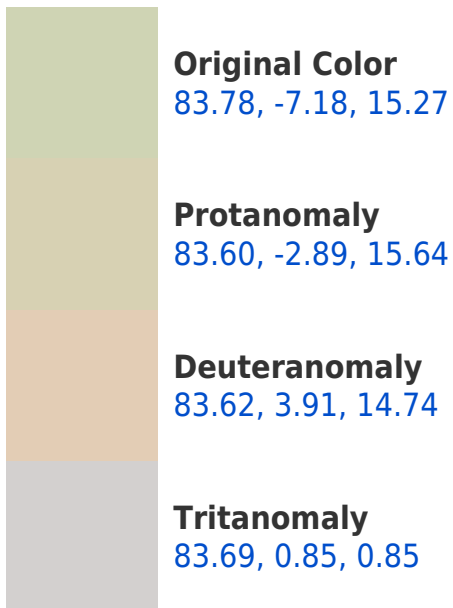 Original Color
83.78, -7.18, 15.27
Protanomaly
83.60, -2.89, 15.64
Deuteranomaly
83.62, 3.91, 14.74
Tritanomaly
83.69, 0.85, 0.85